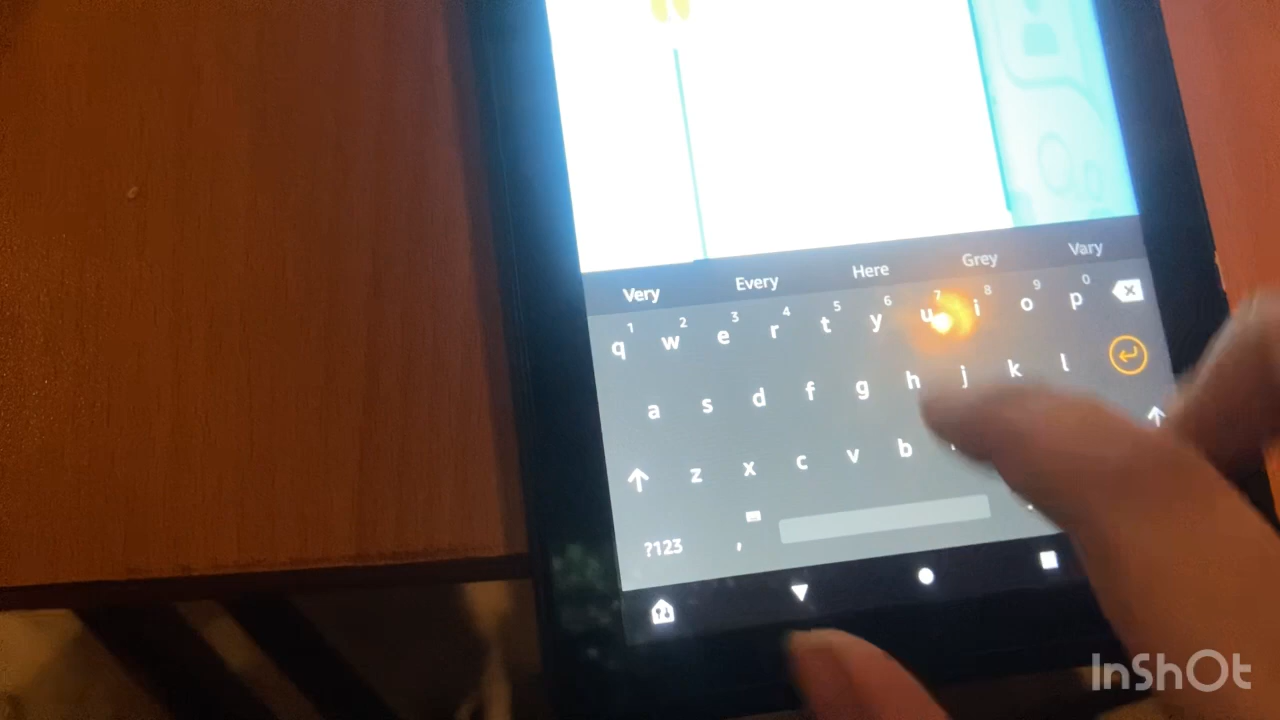 Very Every Here Grey Vary
1 2 3 4 5 6 7 8 9 0
q w e r t y u i o p
a s d f g h j k l
z x c v b
?123 ,
InShOt